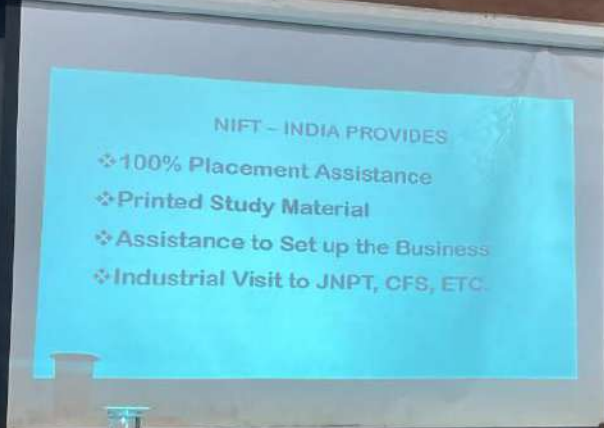 NIFT – INDIA PROVIDES
❖100% Placement Assistance
❖Printed Study Material
❖Assistance to Set up the Business
❖Industrial Visit to JNPT, CFS, ETC.